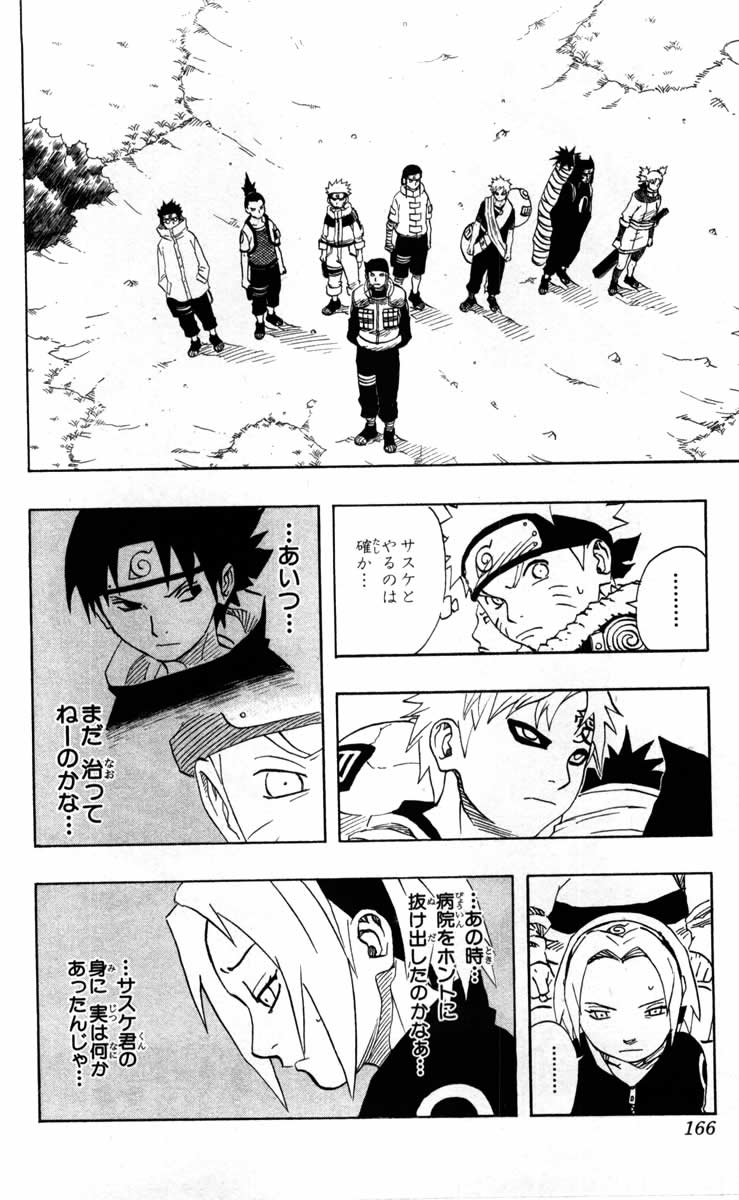 ………
サスケと
やるのは
確か…
…あいつ…
まだ 治って
ねーのかな…
………
…あの時…
病院をホントに
抜け出したのかなぁ…
…サスケ君の
身に 実は何か
あったんじゃ…
166